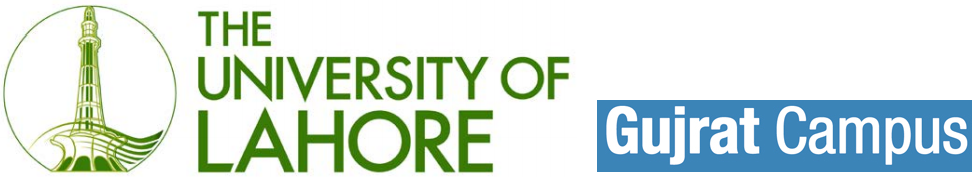 THE
UNIVERSITY OF
LAHORE
Gujrat Campus